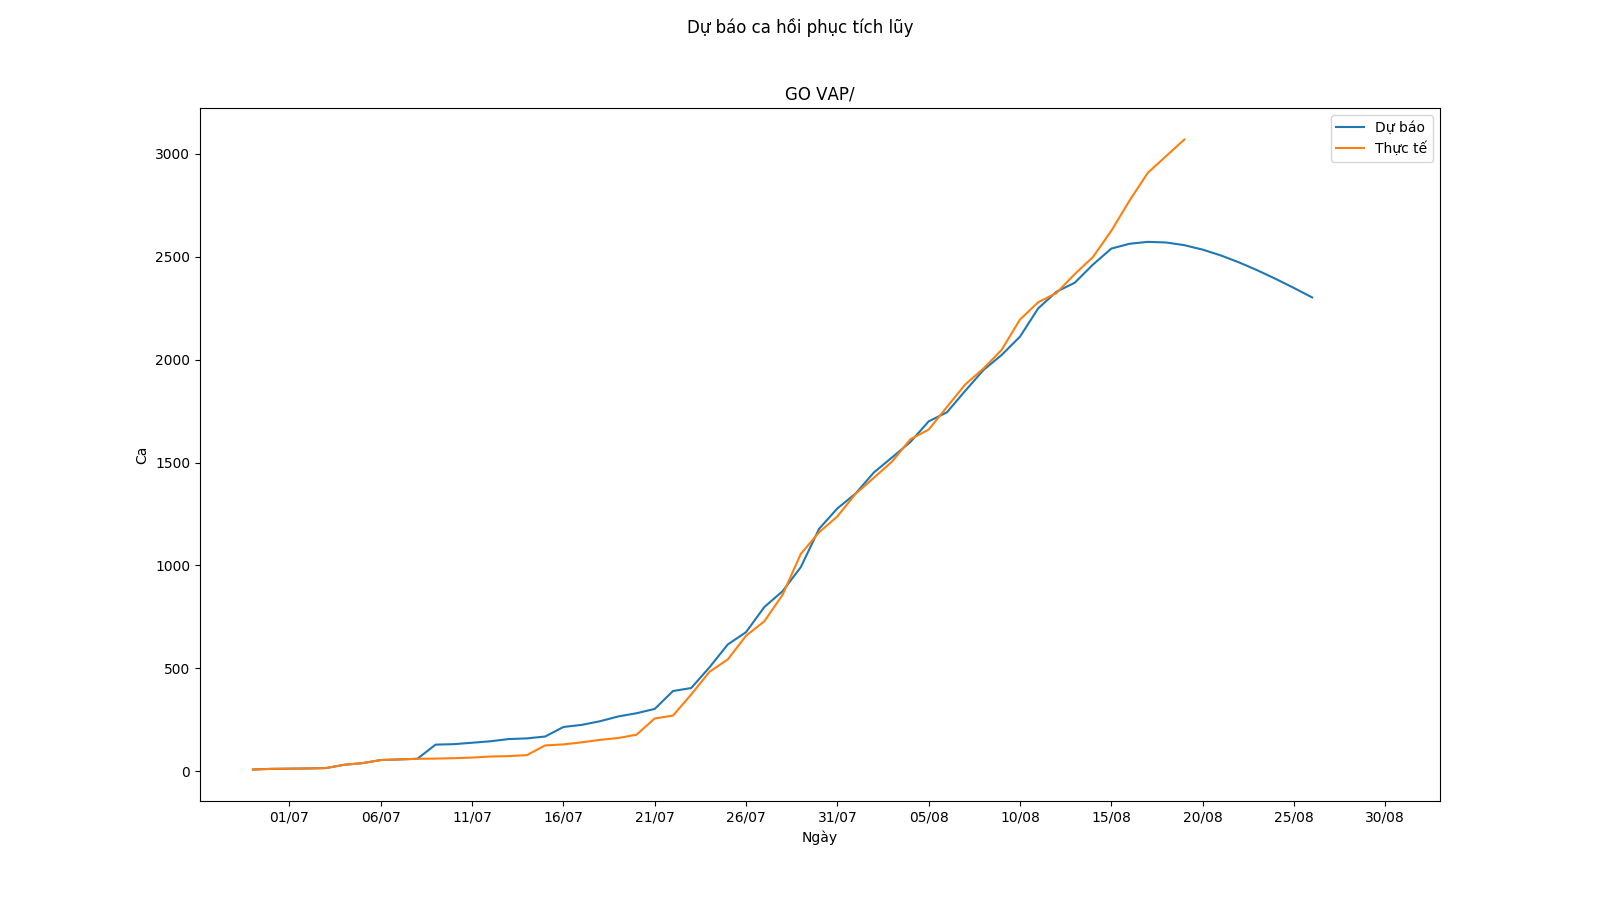 Dự báo ca hồi phục tích lũy
GO VAP/
Dự báo
Thực tế
3000
2500
2000
1500
1000
500
0
Ca
01/07 06/07 11/07 16/07 21/07 26/07 31/07 05/08 10/08 15/08 20/08 25/08 30/08
Ngày